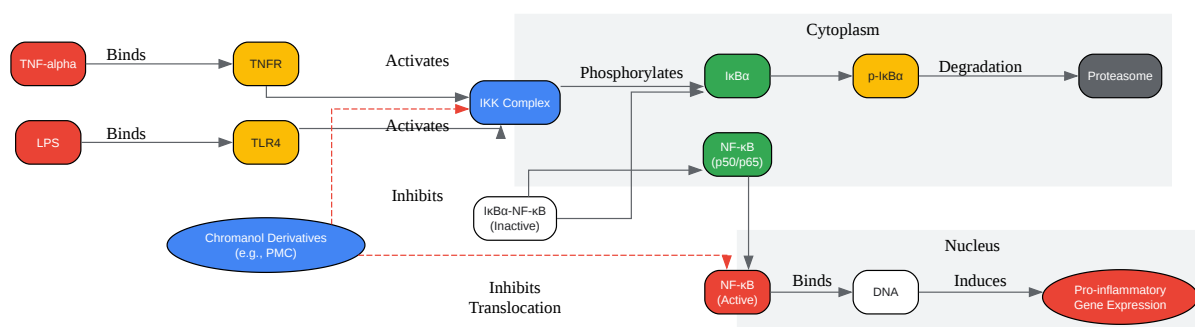 Cytoplasm
TNF-alpha
Binds
TNFR
Activates
Phosphorylates
IκBα
p-IκBα
Degradation
Proteasome
IKK Complex
LPS
Binds
TLR4
Activates
NF-κB
(p50/p65)
Inhibits
IκBα-NF-κB
(Inactive)
Chromanol Derivatives
(e.g., PMC)
Nucleus
Inhibits
Translocation
NF-κB
(Active)
Binds
DNA
Induces
Pro-inflammatory
Gene Expression